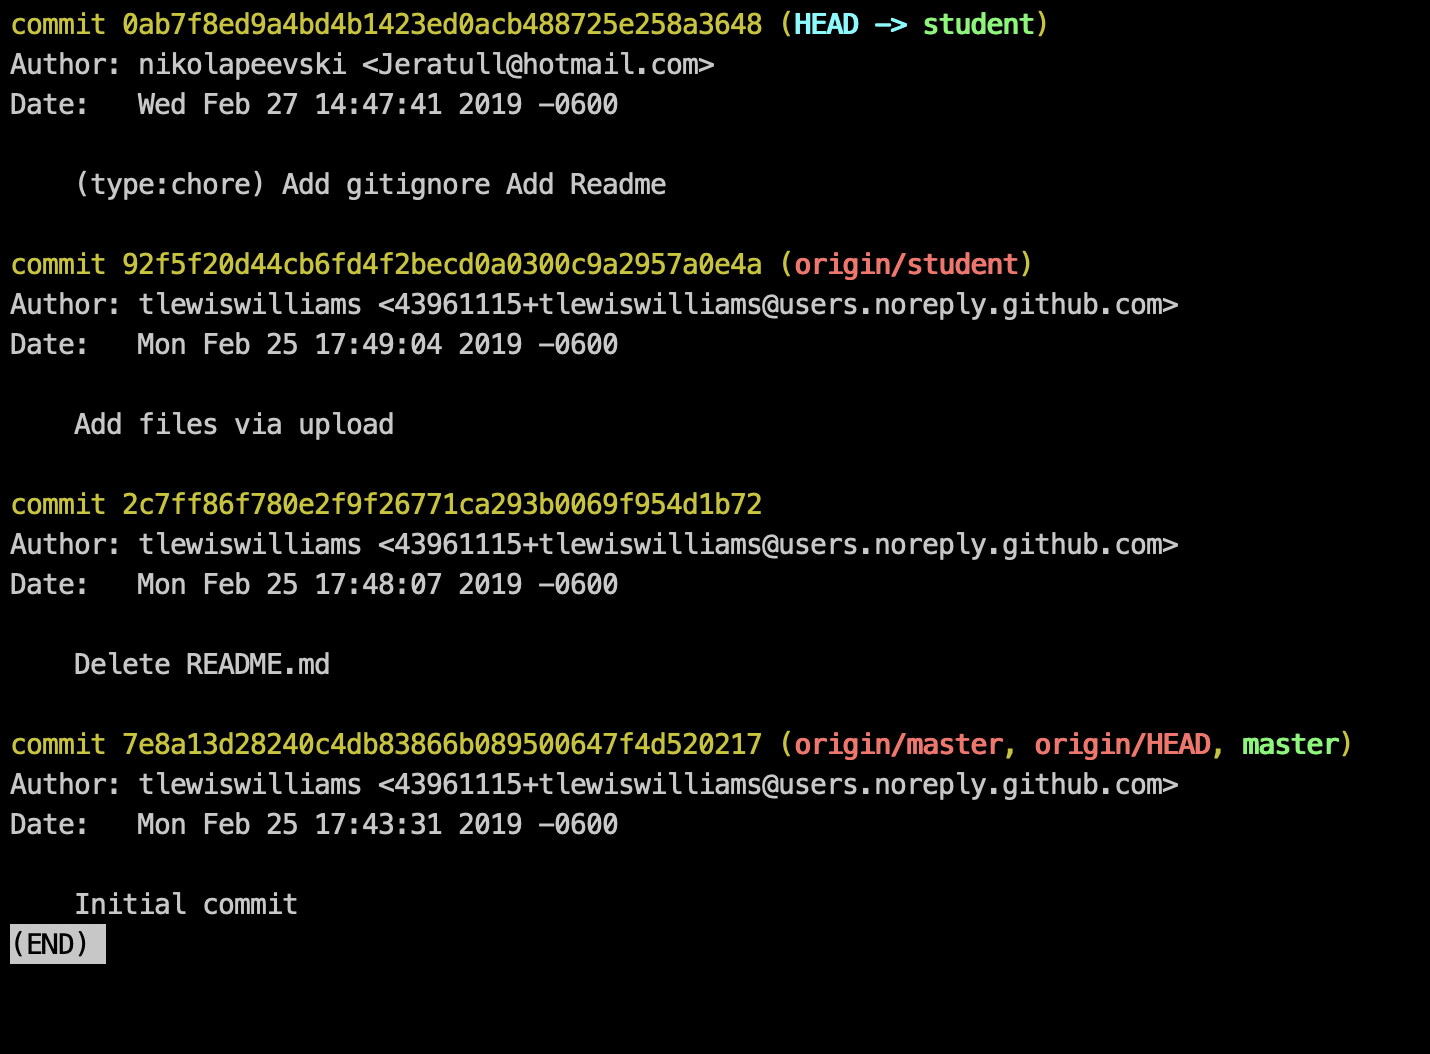 commit 0ab7f8ed9a4bd4b1423ed0acb488725e258a3648 (HEAD -> student)
Author: nikolapeevski <Jeratull@hotmail.com>
Date:   Wed Feb 27 14:47:41 2019 -0600
    (type:chore) Add gitignore Add Readme
commit 92f5f20d44cb6fd4f2becd0a0300c9a2957a0e4a (origin/student)
Author: tlewiswilliams <43961115+tlewiswilliams@users.noreply.github.com>
Date:   Mon Feb 25 17:49:04 2019 -0600
    Add files via upload
commit 2c7ff86f780e2f9f26771ca293b0069f954d1b72
Author: tlewiswilliams <43961115+tlewiswilliams@users.noreply.github.com>
Date:   Mon Feb 25 17:48:07 2019 -0600
    Delete README.md
commit 7e8a13d28240c4db83866b089500647f4d520217 (origin/master, origin/HEAD, master)
Author: tlewiswilliams <43961115+tlewiswilliams@users.noreply.github.com>
Date:   Mon Feb 25 17:43:31 2019 -0600
    Initial commit
(END)